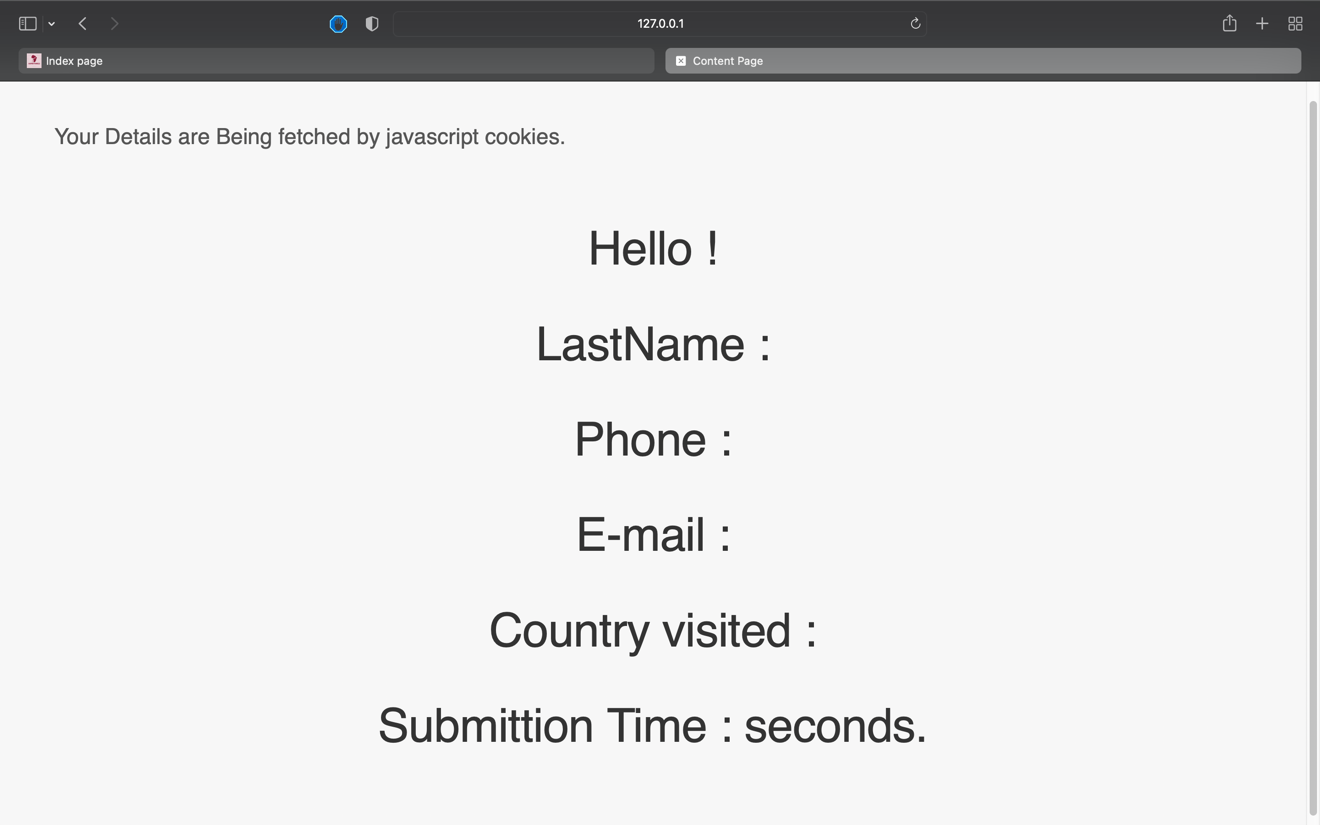 127.0.0.1
Index page
Content Page
Your Details are Being fetched by javascript cookies.
Hello !
LastName :
Phone :
E-mail :
Country visited :
Submittion Time : seconds.